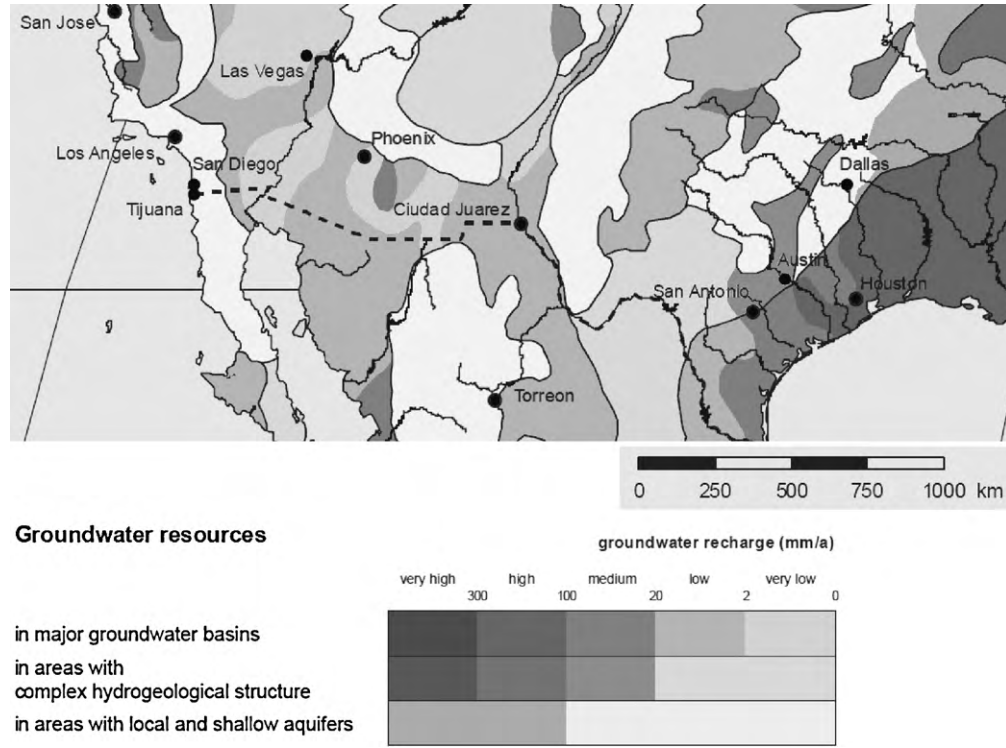 San Jose
Las Vegas
Phoenix
Los Angeles
San Diego
Dallas
Tijuana
Ciudad Juarez
Austin
San Antonio
Houston
Torreon
0 250 500 750 1000 km
Groundwater resources
groundwater recharge (mm/a)
very high high medium low very low
300 100 20 2 0
in major groundwater basins
in areas with
complex hydrogeological structure
in areas with local and shallow aquifers